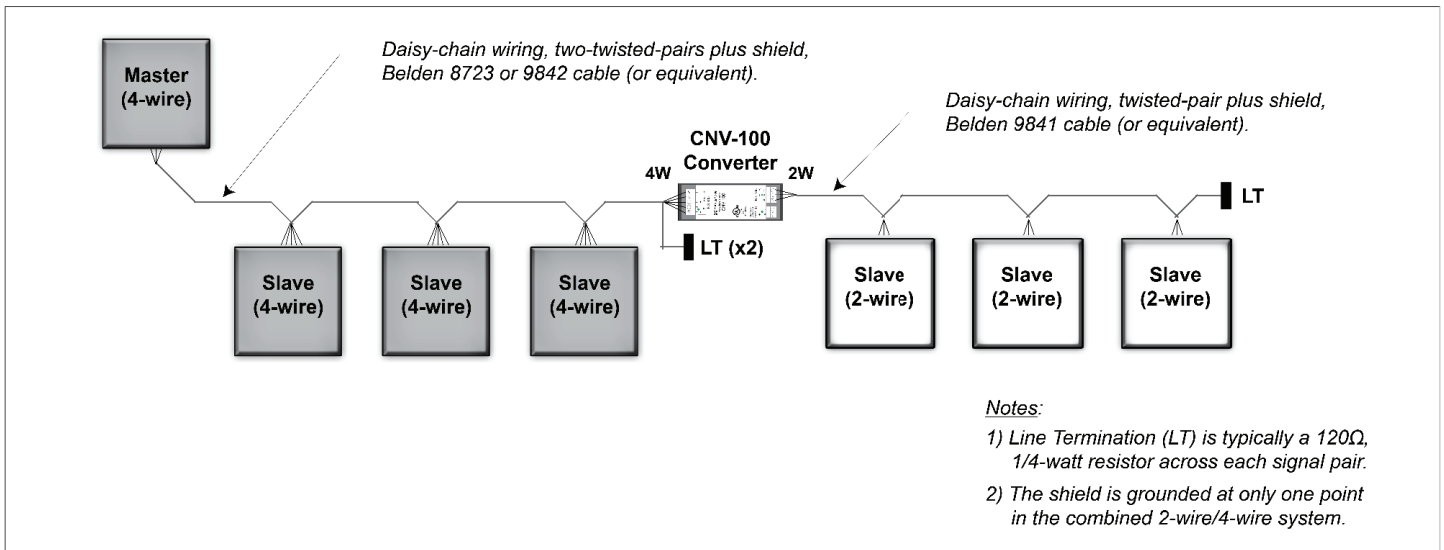 Master
(4-wire)
Daisy-chain wiring, two-twisted-pairs plus shield,
Belden 8723 or 9842 cable (or equivalent).
Daisy-chain wiring, twisted-pair plus shield,
Belden 9841 cable (or equivalent).
CNV-100
Converter
4W
2W
LT (x2)
LT
Slave
(4-wire)
Slave
(4-wire)
Slave
(4-wire)
Slave
(2-wire)
Slave
(2-wire)
Slave
(2-wire)
Notes:
1) Line Termination (LT) is typically a 120Ω,
1/4-watt resistor across each signal pair.
2) The shield is grounded at only one point
in the combined 2-wire/4-wire system.